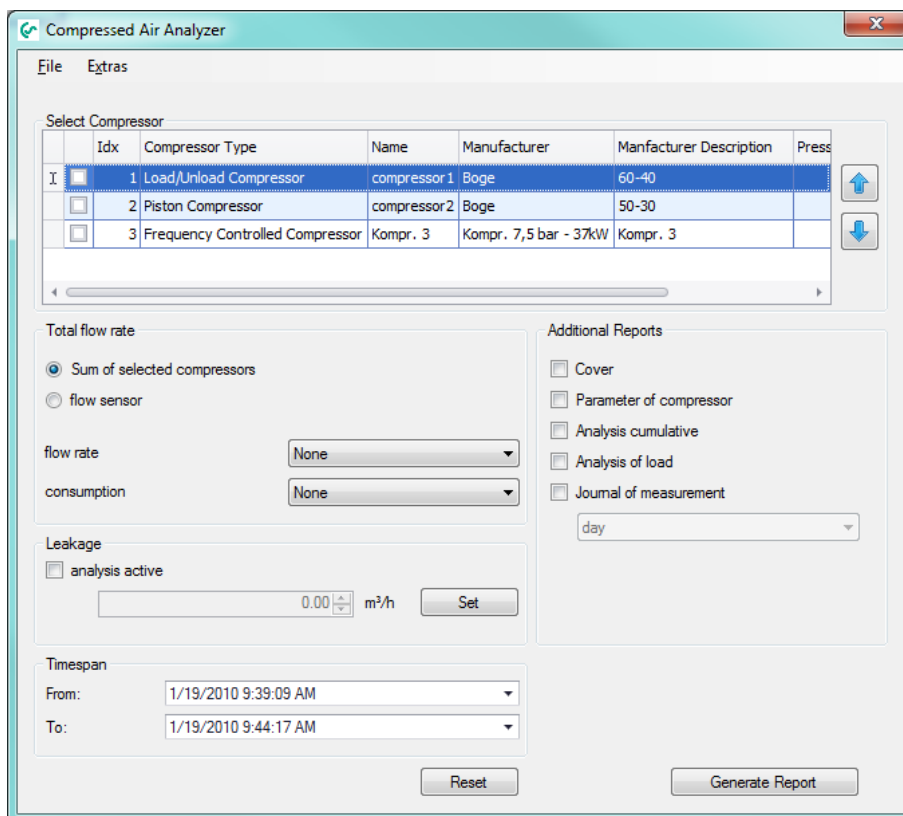 Compressed Air Analyzer
File Extras
Select Compressor
Idx Compressor Type Name Manufacturer Manfacturer Description Press
1 Load/Unload Compressor compressor1 Boge 60-40
2 Piston Compressor compressor2 Boge 50-30
3 Frequency Controlled Compressor Kompr. 3 Kompr. 7,5 bar - 37kW Kompr. 3
Total flow rate
Sum of selected compressors
flow sensor
flow rate None
consumption None
Additional Reports
Cover
Parameter of compressor
Analysis cumulative
Analysis of load
Journal of measurement
day
Leakage
analysis active
0.00 m³/h Set
Timespan
From: 1/19/2010 9:39:09 AM
To: 1/19/2010 9:44:17 AM
Reset Generate Report